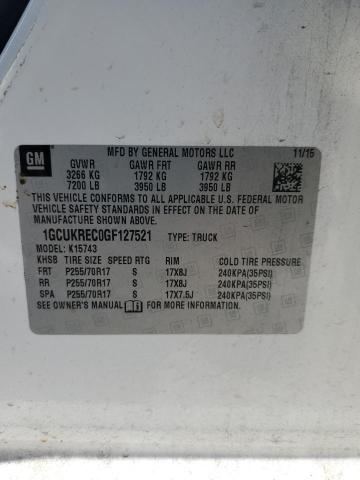 GM
MFD BY GENERAL MOTORS LLC 11/15
GVWR GAWR FRT GAWR RR
3266 KG 1792 KG 1792 KG
7200 LB 3950 LB 3950 LB
THIS VEHICLE CONFORMS TO ALL APPLICABLE U.S. FEDERAL MOTOR
VEHICLE SAFETY STANDARDS IN EFFECT ON THE DATE OF MANUFACTURE
SHOWN ABOVE.
1GCUKREC0GF127521 TYPE: TRUCK
MODEL: K15743
KHSB TIRE SIZE SPEED RTG RIM COLD TIRE PRESSURE
FRT P255/70R17 S 17X8J 240KPA(35PSI)
RR P255/70R17 S 17X8J 240KPA(35PSI)
SPA P255/70R17 S 17X7.5J 240KPA(35PSI)
SEE OWNER'S MANUAL FOR MORE INFORMATION.